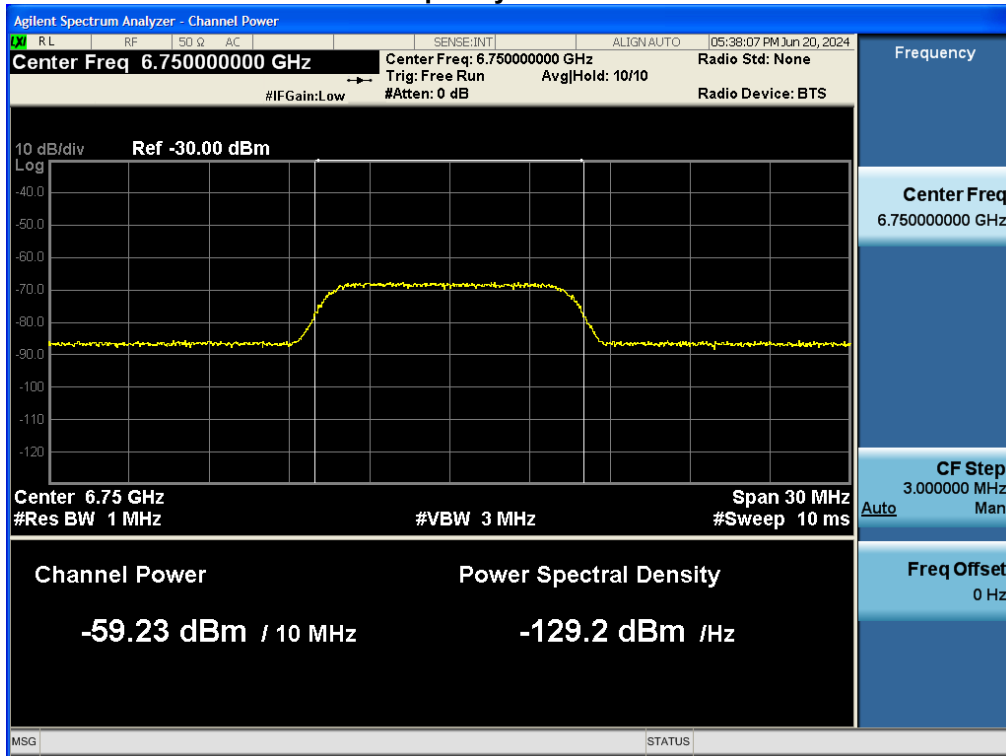 Agilent Spectrum Analyzer - Channel Power
LXI RL RF 50 Ω AC SENSE:INT ALIGNAUTO 05:38:07 PM Jun 20, 2024
Center Freq 6.750000000 GHz
Center Freq: 6.750000000 GHz Radio Std: None
Trig: Free Run Avg|Hold: 10/10
#IFGain:Low #Atten: 0 dB Radio Device: BTS
Frequency
10 dB/div Ref -30.00 dBm
Log
-40.0
-50.0
-60.0
-70.0
-80.0
-90.0
-100
-110
-120
Center 6.75 GHz Span 30 MHz
#Res BW 1 MHz #VBW 3 MHz #Sweep 10 ms
Channel Power Power Spectral Density
-59.23 dBm / 10 MHz -129.2 dBm /Hz
Center Freq
6.750000000 GHz
CF Step
3.000000 MHz
Auto Man
Freq Offset
0 Hz
MSG STATUS